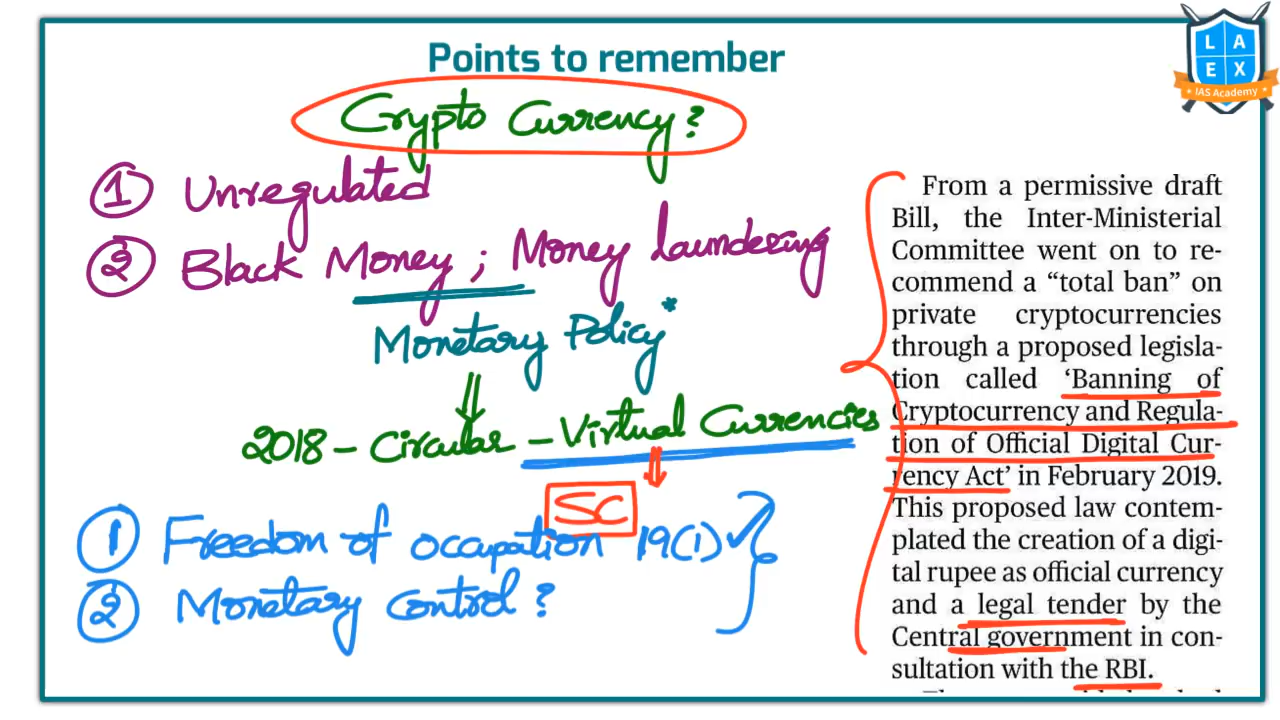 Points to remember
L A
E X
IAS Academy
Crypto Currency?
① Unregulated
② Black Money ; Money laundering
Monetary Policy*
2018 - Circular - Virtual Currencies
SC
① Freedom of occupation 19(1) ✓
② Monetary control ?
From a permissive draft
Bill, the Inter-Ministerial
Committee went on to re-
commend a “total ban” on
private cryptocurrencies
through a proposed legisla-
tion called ‘Banning of
Cryptocurrency and Regula-
tion of Official Digital Cur-
rency Act’ in February 2019.
This proposed law contem-
plated the creation of a digi-
tal rupee as official currency
and a legal tender by the
Central government in con-
sultation with the RBI.